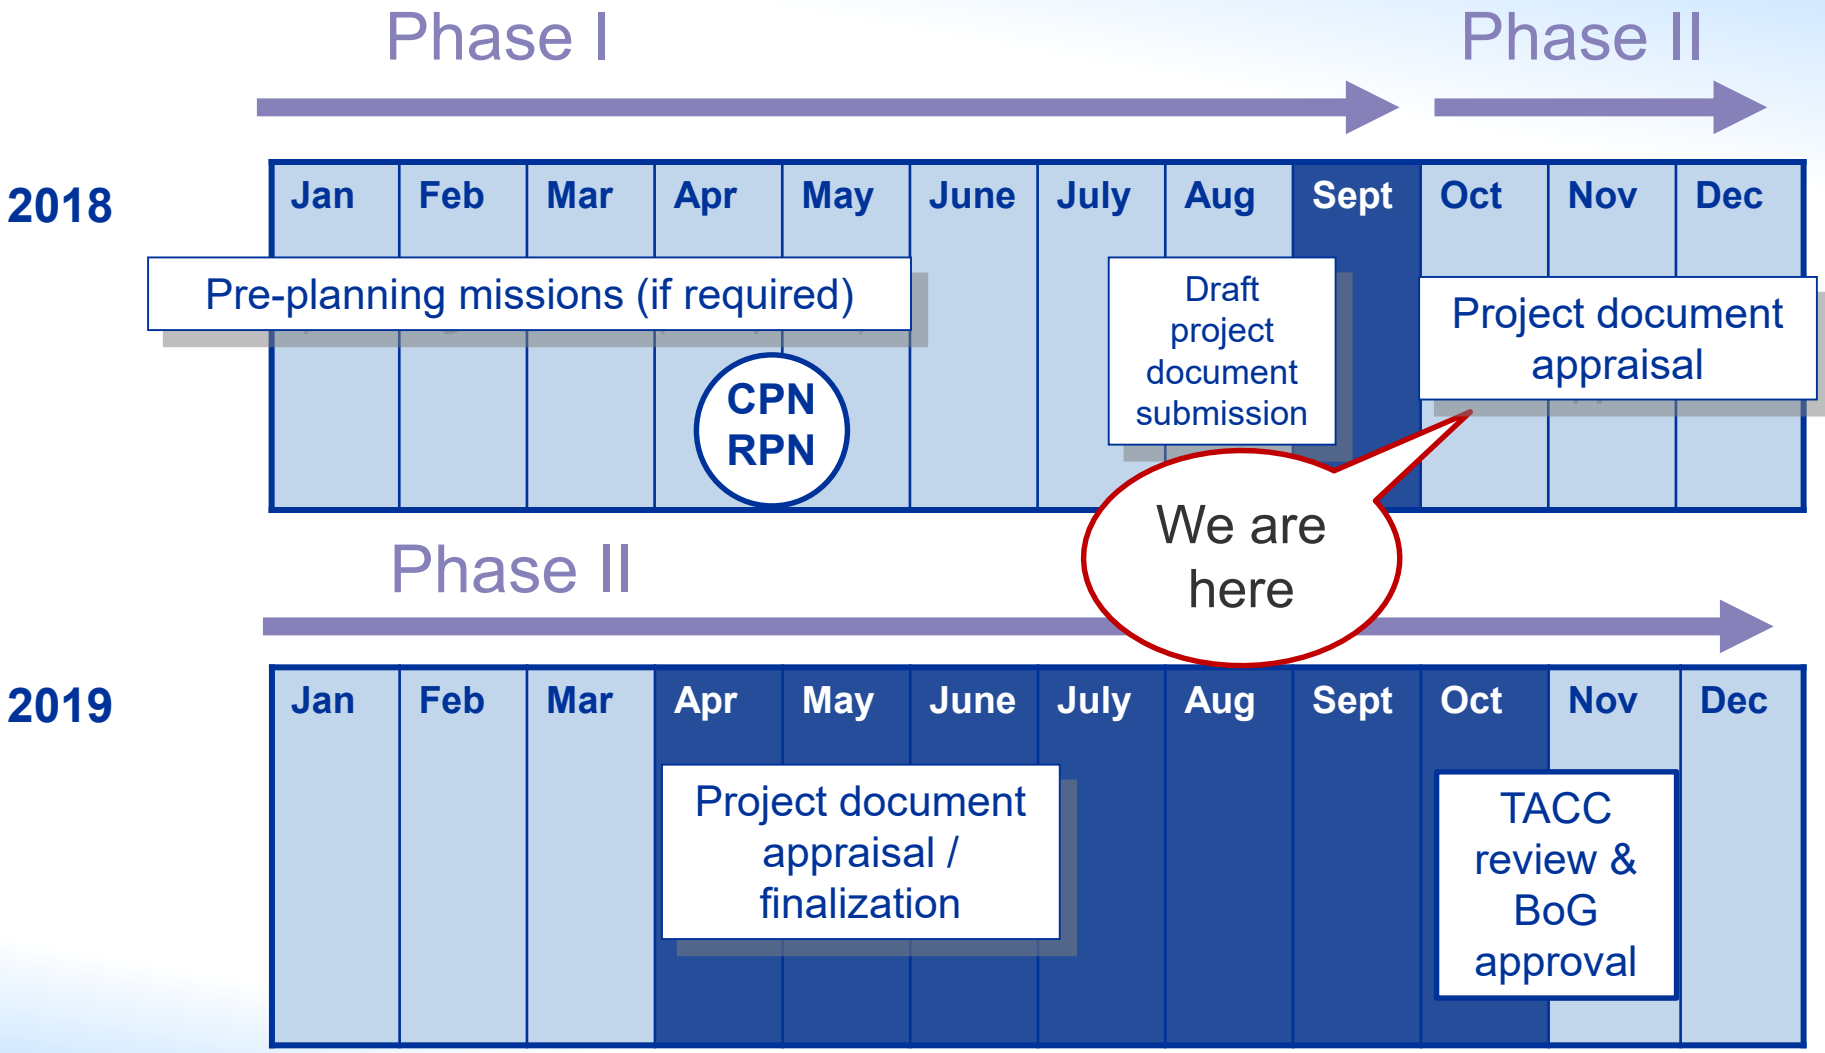 Phase I
Phase II
2018
Jan Feb Mar Apr May June July Aug Sept Oct Nov Dec
Pre-planning missions (if required)
CPN
RPN
Draft
project
document
submission
Project document
appraisal
We are
here
Phase II
2019
Jan Feb Mar Apr May June July Aug Sept Oct Nov Dec
Project document
appraisal /
finalization
TACC
review &
BoG
approval